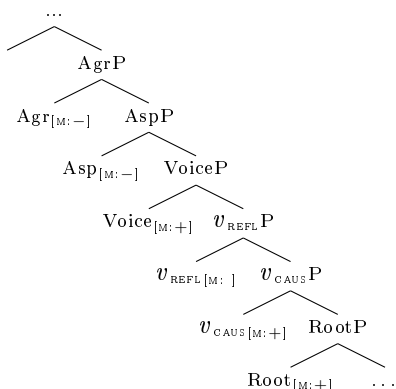 ...
AgrP
Agr[M:−] AspP
Asp[M:−] VoiceP
Voice[M:+] vREFLP
vREFL[M: ] vCAUSP
vCAUS[M:+] RootP
Root[M:+] ...